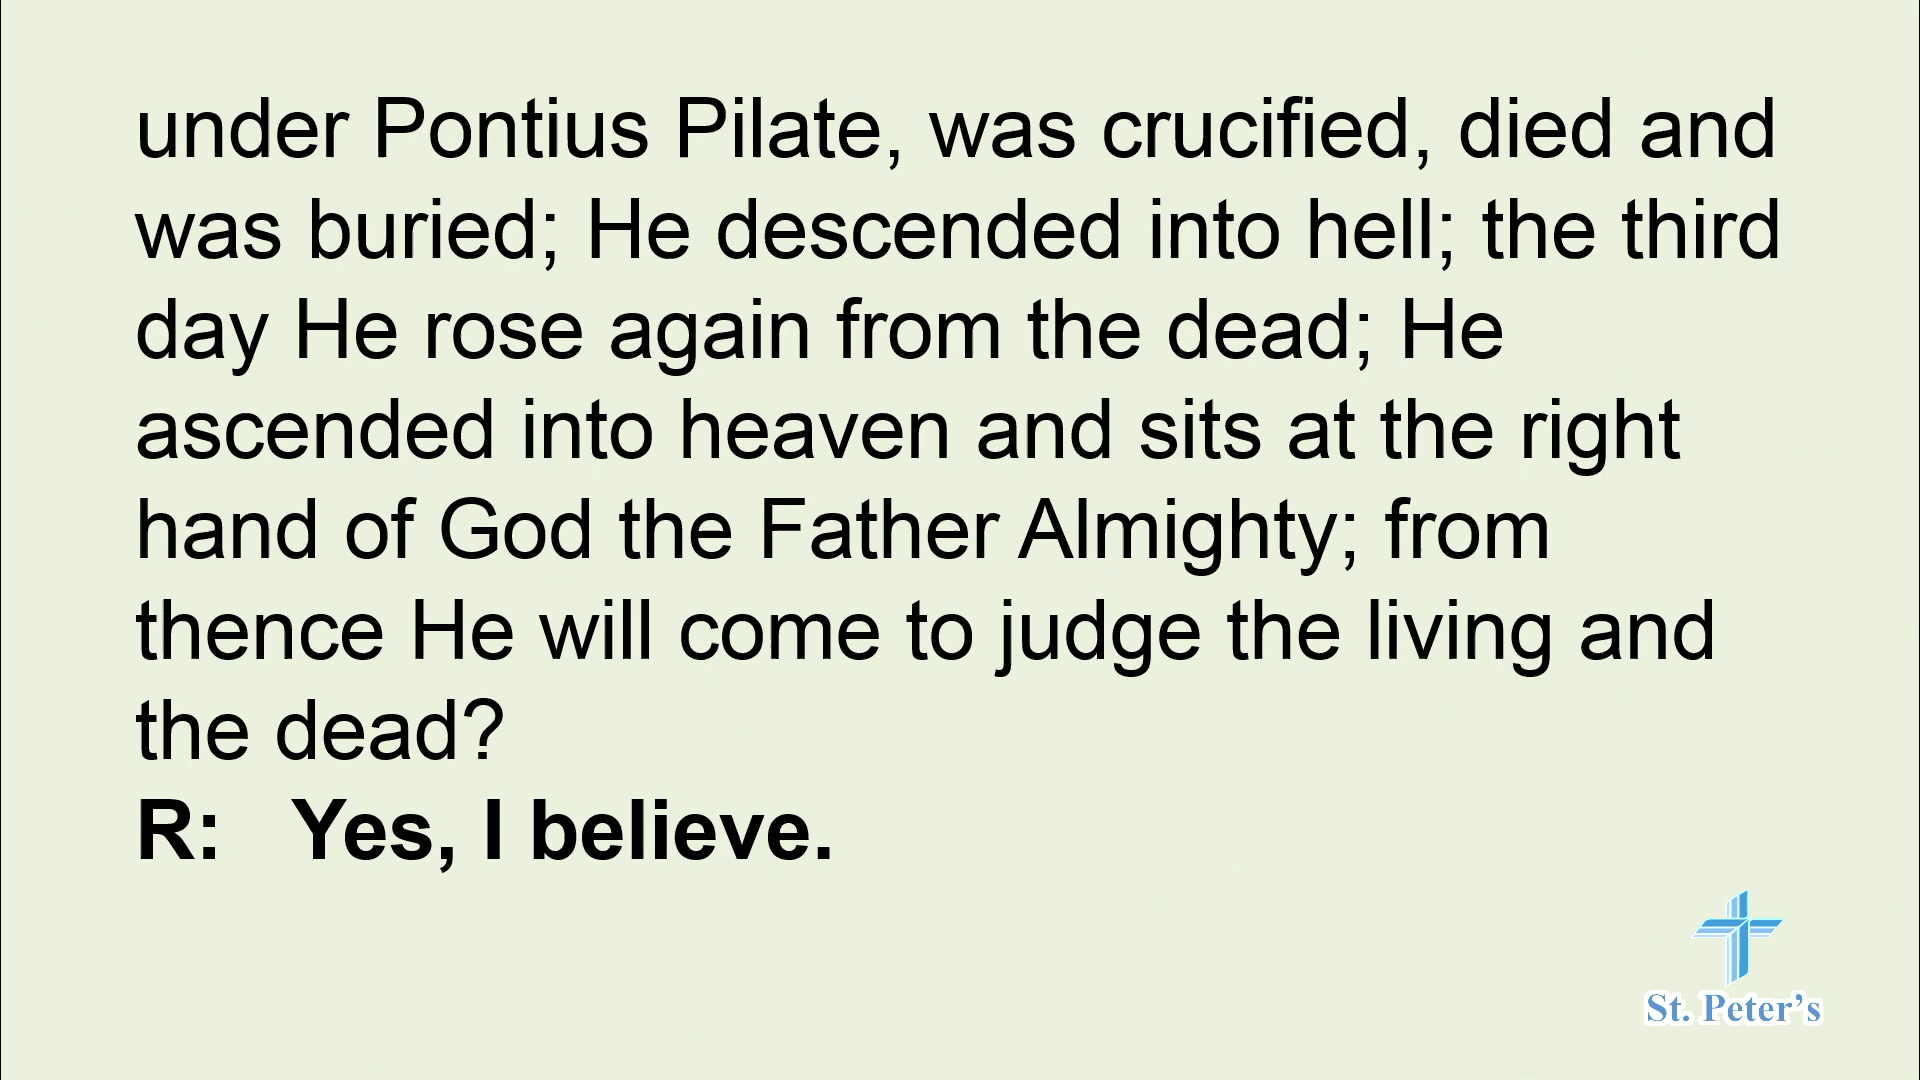 under Pontius Pilate, was crucified, died and
was buried; He descended into hell; the third
day He rose again from the dead; He
ascended into heaven and sits at the right
hand of God the Father Almighty; from
thence He will come to judge the living and
the dead?
R: Yes, I believe.
St. Peter’s